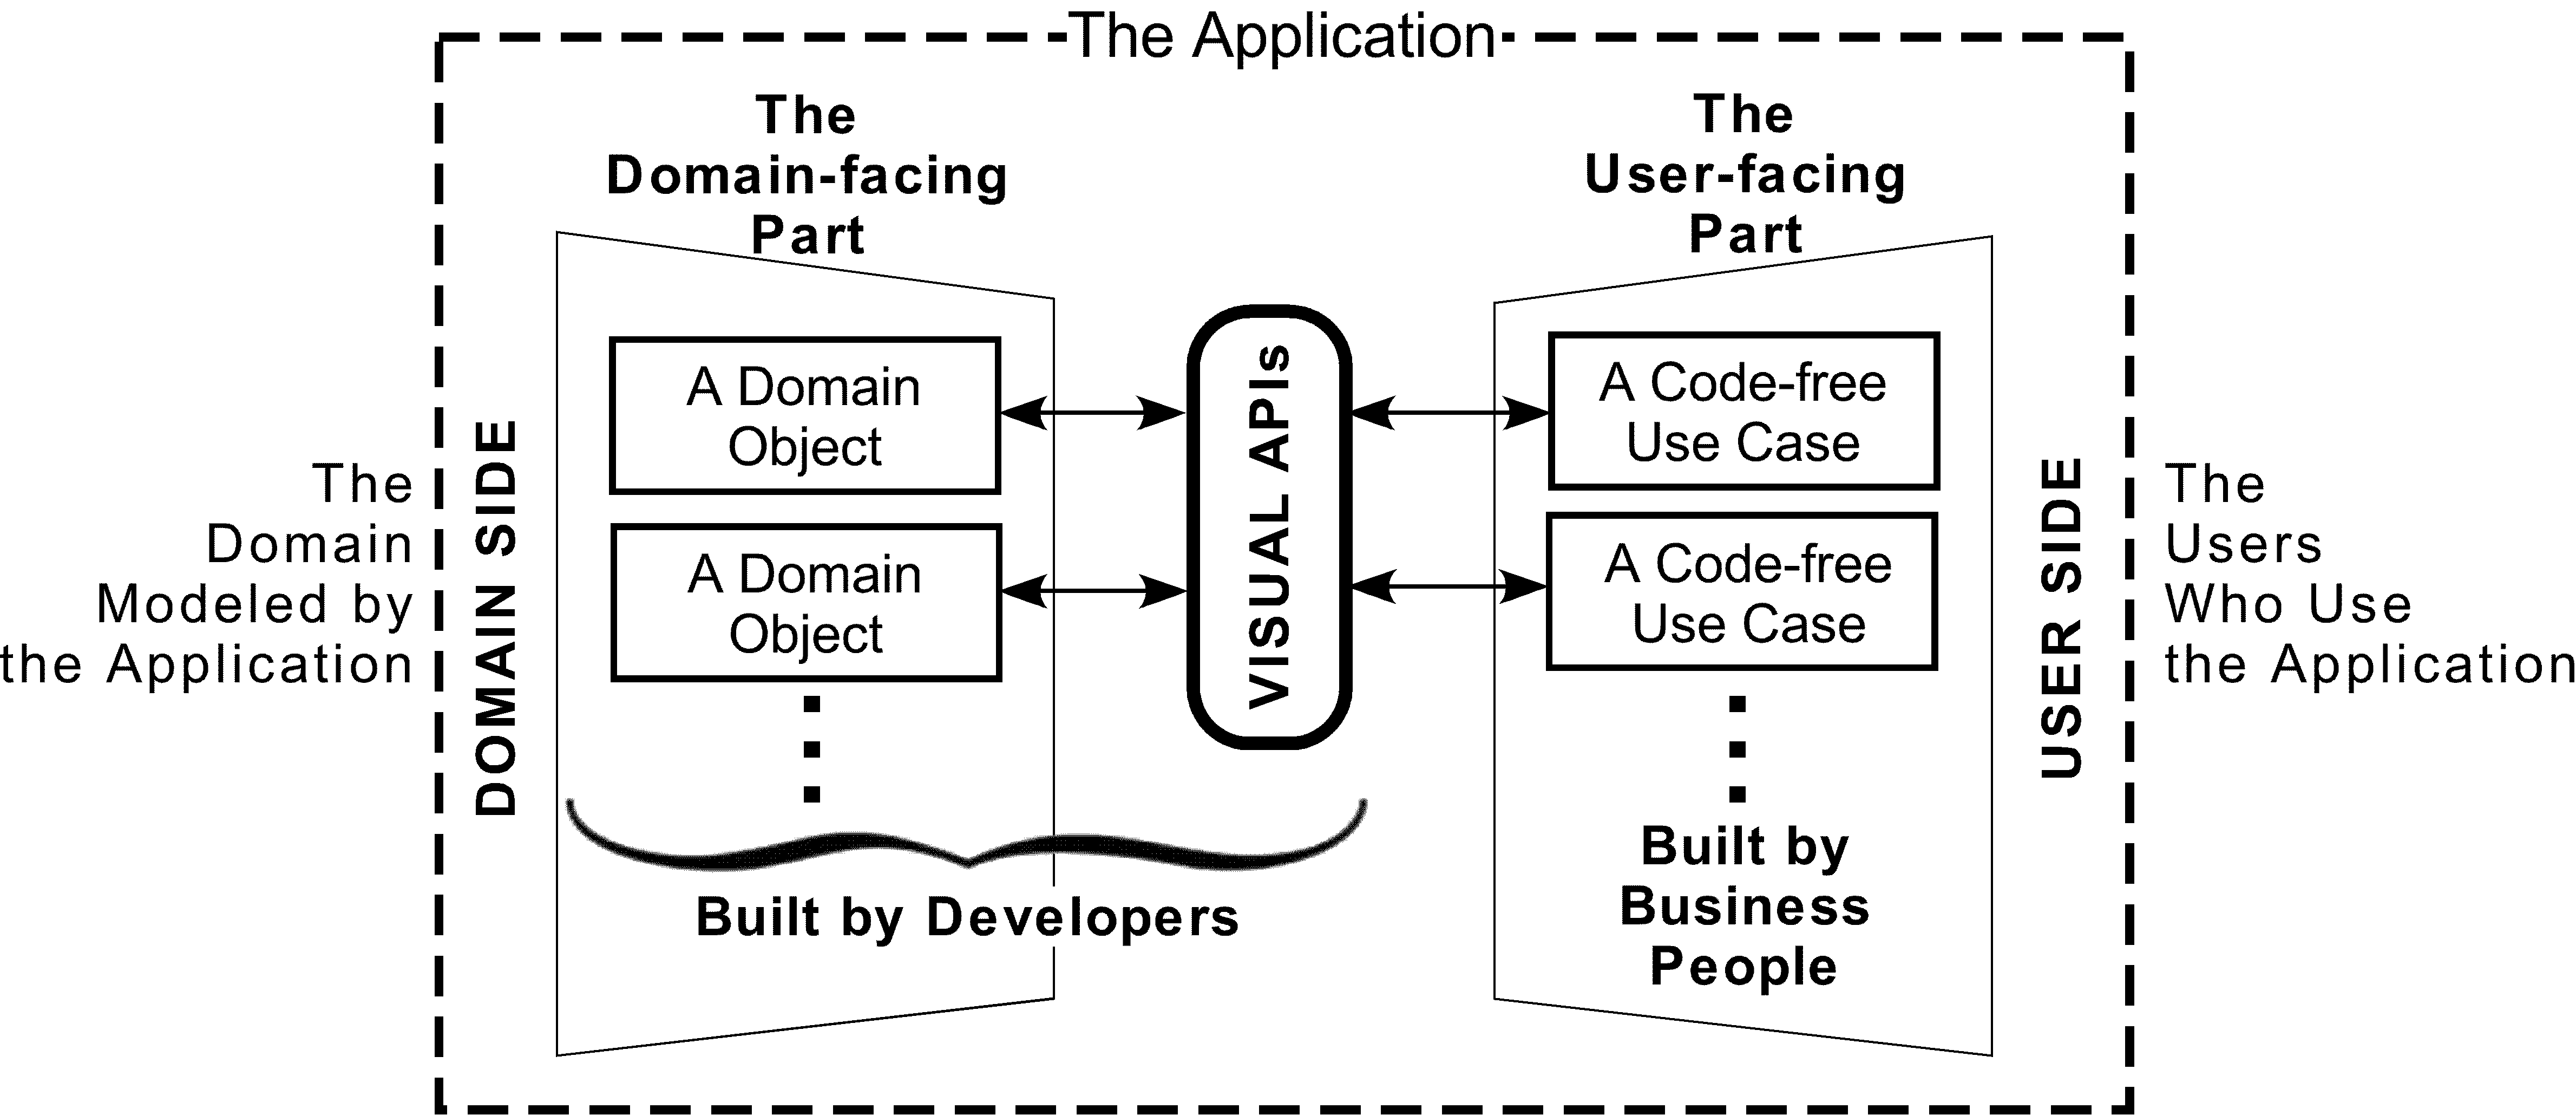 The Application
The
Domain-facing
Part
The
User-facing
Part
The
Domain
Modeled by
the Application
DOMAIN SIDE
A Domain
Object
A Domain
Object
VISUAL APIs
A Code-free
Use Case
A Code-free
Use Case
USER SIDE
The
Users
Who Use
the Application
Built by Developers
Built by
Business
People